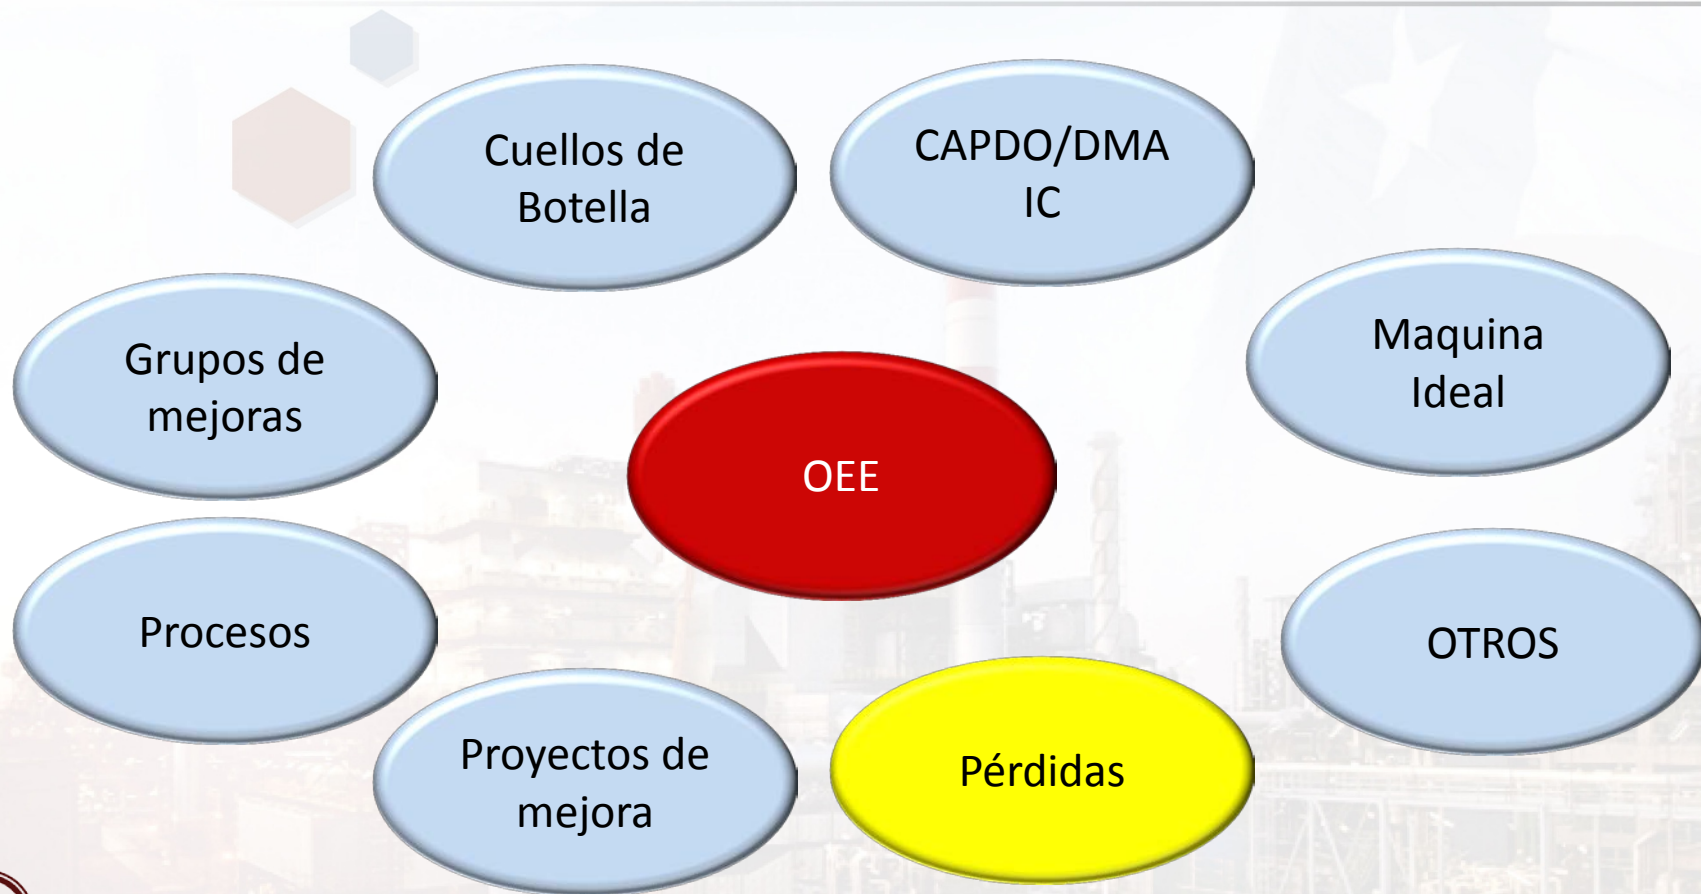 Cuellos de
Botella
CAPDO/DMA
IC
Grupos de
mejoras
Maquina
Ideal
OEE
Procesos
OTROS
Proyectos de
mejora
Pérdidas